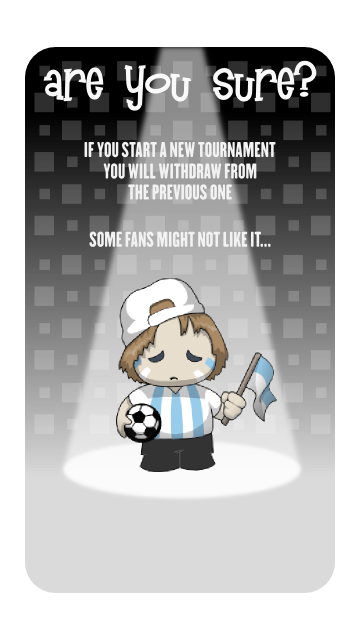 are you sure?
IF YOU START A NEW TOURNAMENT
YOU WILL WITHDRAW FROM
THE PREVIOUS ONE
SOME FANS MIGHT NOT LIKE IT...